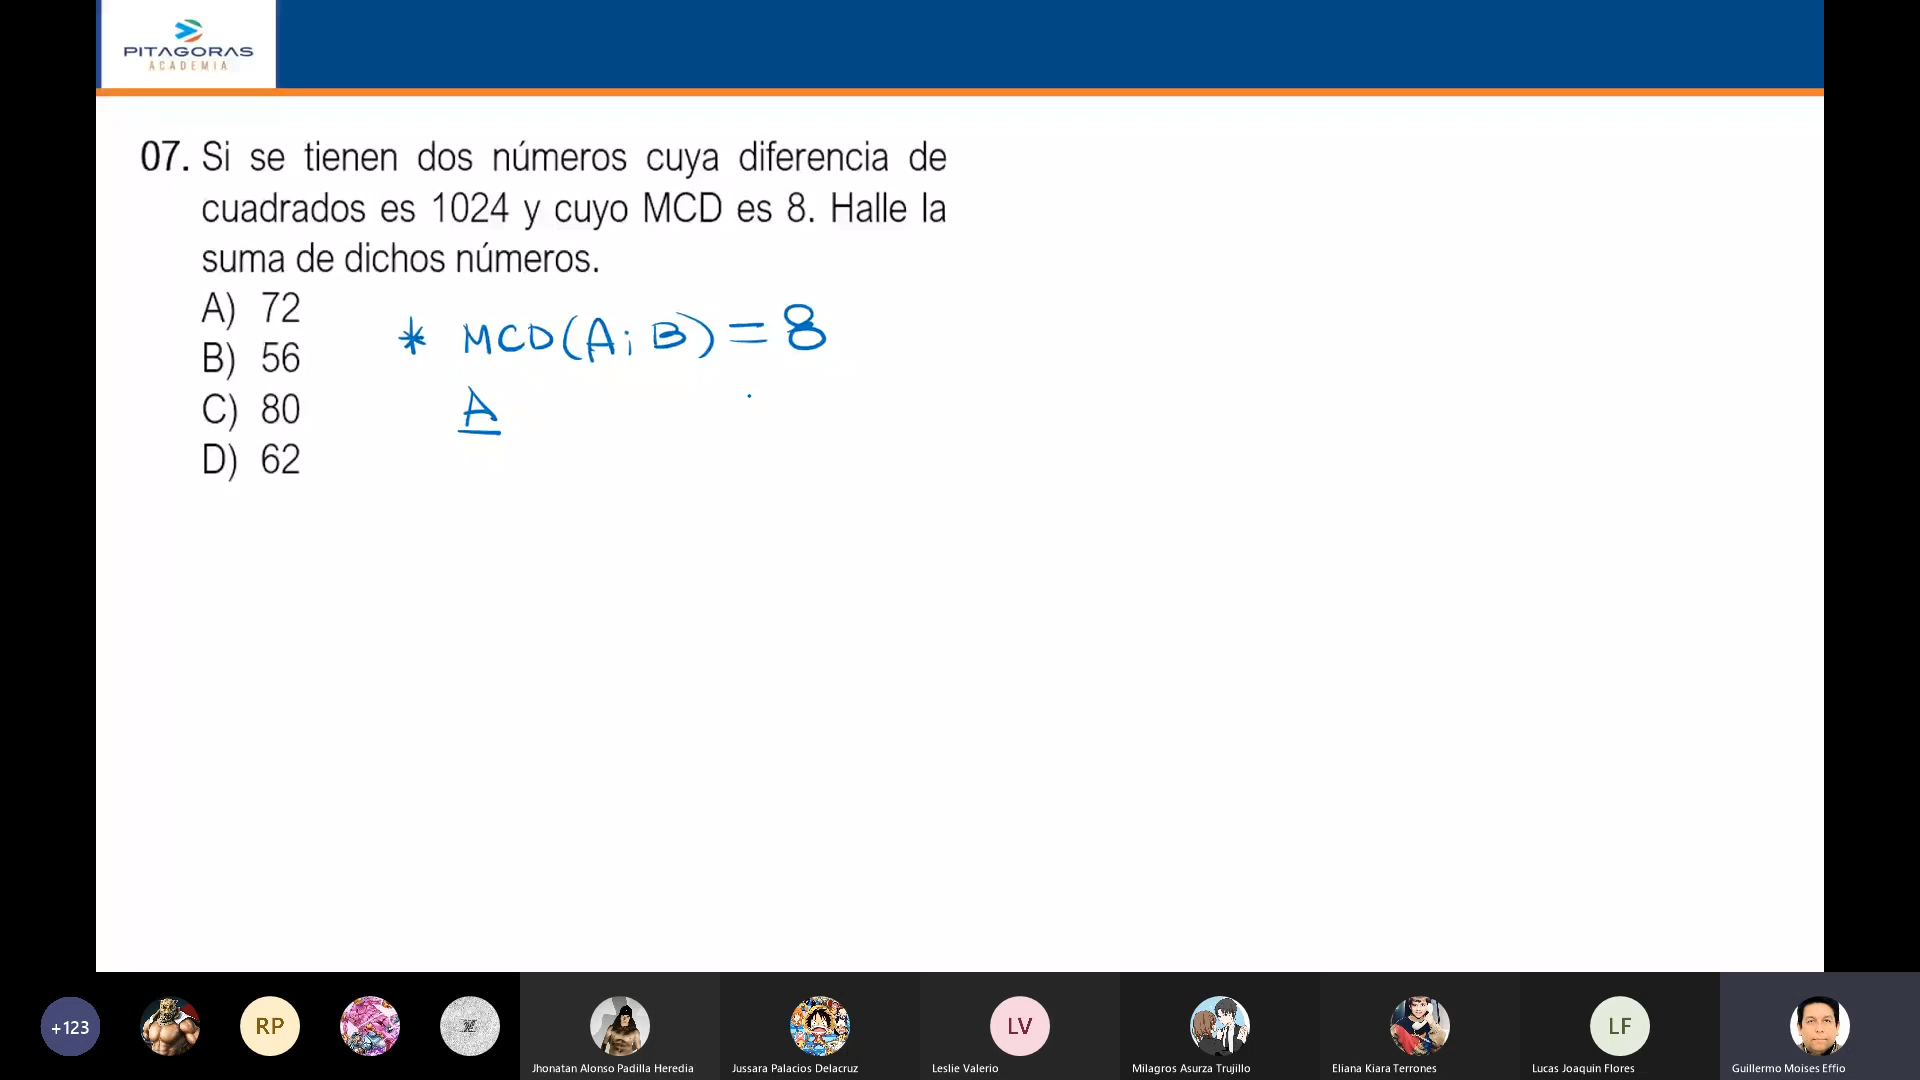 PITAGORAS
ACADEMIA
07. Si se tienen dos números cuya diferencia de
cuadrados es 1024 y cuyo MCD es 8. Halle la
suma de dichos números.
A) 72
B) 56
C) 80
D) 62
* MCD(A; B) = 8
A
+123
RP
LV
LF
Jhonatan Alonso Padilla Heredia
Jussara Palacios Delacruz
Leslie Valerio
Milagros Asurza Trujillo
Eliana Kiara Terrones
Lucas Joaquin Flores
Guillermo Moises Effio